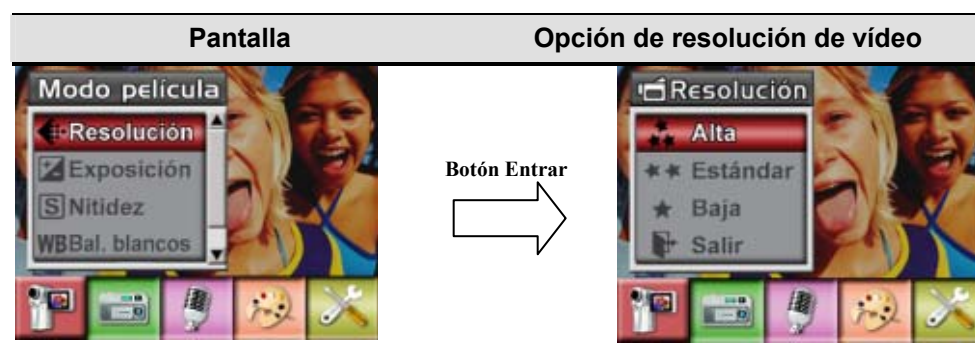 Pantalla
Opción de resolución de vídeo
Modo película
Resolución
Exposición
S Nitidez
WB Bal. blancos
Botón Entrar
Resolución
Alta
Estándar
Baja
Salir